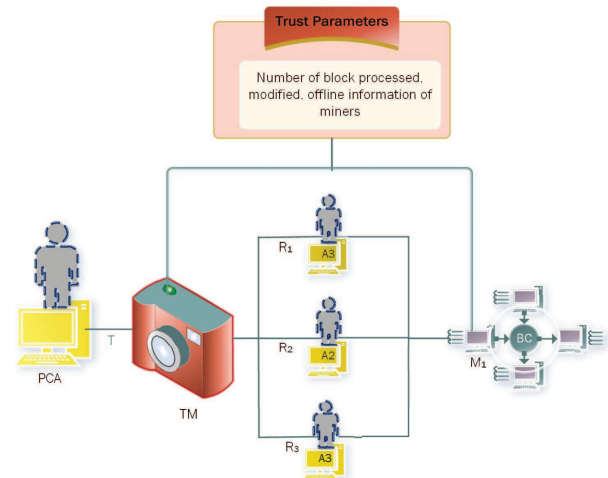 Trust Parameters
Number of block processed,
modified, offline information of
miners
R₁
A3
PCA
T
TM
R₂
A2
M₁
BC
R₃
A3